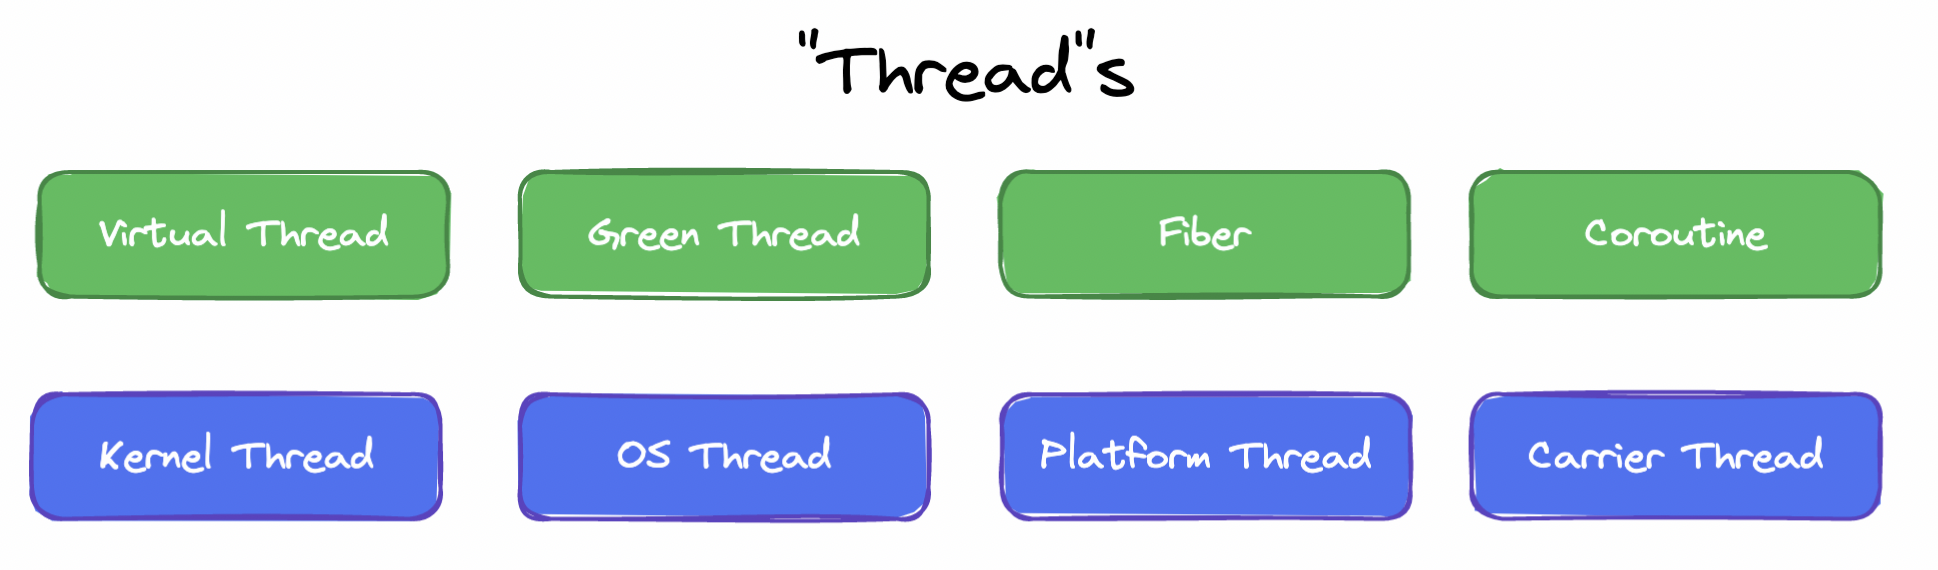 "Thread"s
Virtual Thread
Green Thread
Fiber
Coroutine
Kernel Thread
OS Thread
Platform Thread
Carrier Thread